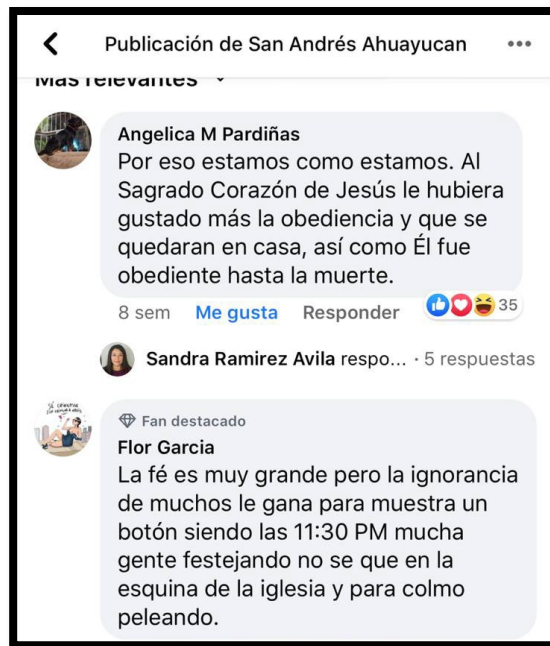 Publicación de San Andrés Ahuayucan
Más relevantes
Angelica M Pardiñas
Por eso estamos como estamos. Al
Sagrado Corazón de Jesús le hubiera
gustado más la obediencia y que se
quedaran en casa, así como Él fue
obediente hasta la muerte.
8 sem Me gusta Responder 35
Sandra Ramirez Avila respo... · 5 respuestas
Fan destacado
Flor Garcia
La fé es muy grande pero la ignorancia
de muchos le gana para muestra un
botón siendo las 11:30 PM mucha
gente festejando no se que en la
esquina de la iglesia y para colmo
peleando.